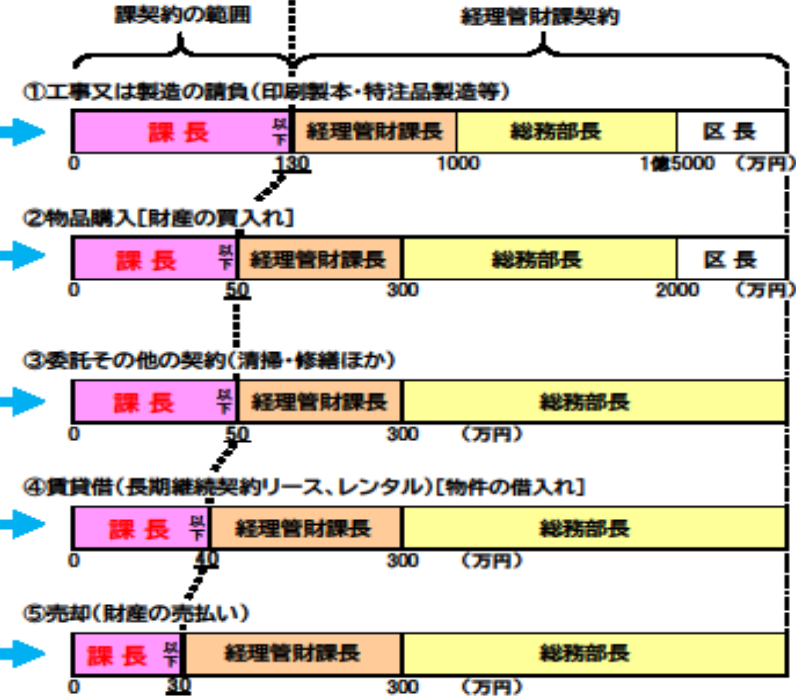 課契約の範囲 経理管財課契約
①工事又は製造の請負(印刷製本・特注品製造等)
課 長 以下 経理管財課長 総務部長 区 長
0 130 1000 1億5000 (万円)
②物品購入[財産の買入れ]
課 長 以下 経理管財課長 総務部長 区 長
0 50 300 2000 (万円)
③委託その他の契約(清掃・修繕ほか)
課 長 以下 経理管財課長 総務部長
0 50 300 (万円)
④賃貸借(長期継続契約リース、レンタル)[物件の借入れ]
課 長 以下 経理管財課長 総務部長
0 40 300 (万円)
⑤売却(財産の売払い)
課 長 以下 経理管財課長 総務部長
0 30 300 (万円)